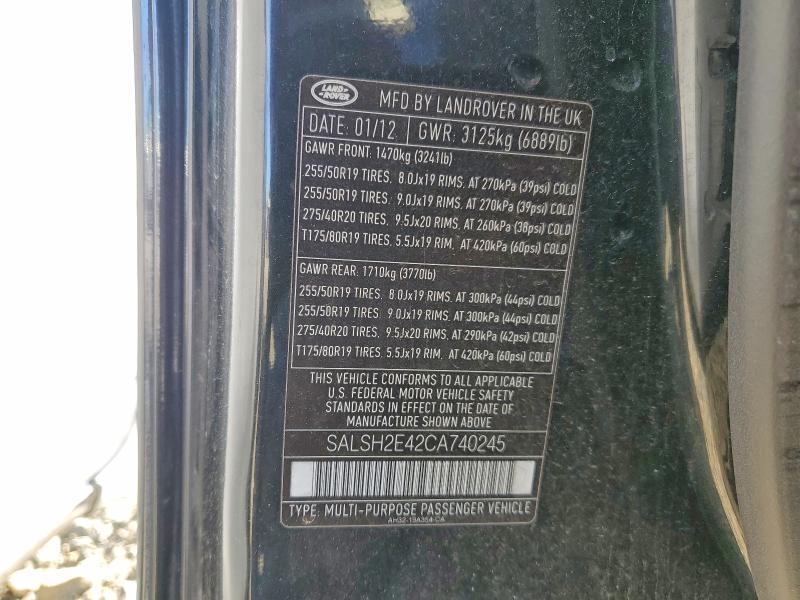 LAND ROVER
MFD BY LANDROVER IN THE UK
DATE: 01/12 GWR: 3125kg (6889lb)
GAWR FRONT: 1470kg (3241lb)
255/50R19 TIRES. 8.0Jx19 RIMS. AT 270kPa (39psi) COLD
255/50R19 TIRES. 9.0Jx19 RIMS. AT 270kPa (39psi) COLD
275/40R20 TIRES. 9.5Jx20 RIMS. AT 260kPa (38psi) COLD
T175/80R19 TIRES. 5.5Jx19 RIM. AT 420kPa (60psi) COLD
GAWR REAR: 1710kg (3770lb)
255/50R19 TIRES. 8.0Jx19 RIMS. AT 300kPa (44psi) COLD
255/50R19 TIRES. 9.0Jx19 RIMS. AT 300kPa (44psi) COLD
275/40R20 TIRES. 9.5Jx20 RIMS. AT 290kPa (42psi) COLD
T175/80R19 TIRES. 5.5Jx19 RIM. AT 420kPa (60psi) COLD
THIS VEHICLE CONFORMS TO ALL APPLICABLE
U.S. FEDERAL MOTOR VEHICLE SAFETY
STANDARDS IN EFFECT ON THE DATE OF
MANUFACTURE SHOWN ABOVE
SALSH2E42CA740245
TYPE: MULTI-PURPOSE PASSENGER VEHICLE
AH32-19A354-CA